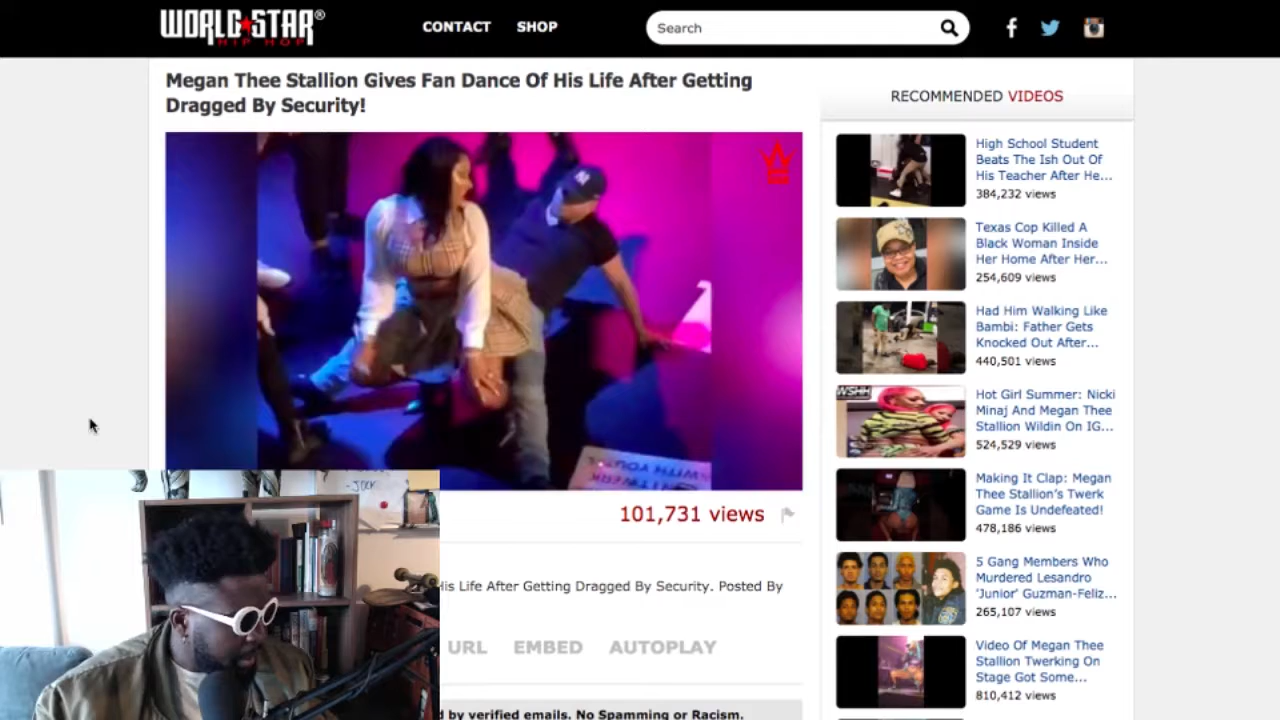 WORLDSTAR®
HIP HOP
CONTACT
SHOP
Search
Megan Thee Stallion Gives Fan Dance Of His Life After Getting
Dragged By Security!
RECOMMENDED VIDEOS
High School Student
Beats The Ish Out Of
His Teacher After He...
384,232 views
Texas Cop Killed A
Black Woman Inside
Her Home After Her...
254,609 views
Had Him Walking Like
Bambi: Father Gets
Knocked Out After...
440,501 views
WSHH
Hot Girl Summer: Nicki
Minaj And Megan Thee
Stallion Wildin On IG...
524,529 views
Making It Clap: Megan
Thee Stallion's Twerk
Game Is Undefeated!
478,186 views
5 Gang Members Who
Murdered Lesandro
'Junior' Guzman-Feliz...
265,107 views
Video Of Megan Thee
Stallion Twerking On
Stage Got Some...
810,412 views
101,731 views
His Life After Getting Dragged By Security. Posted By
URL
EMBED
AUTOPLAY
d by verified emails. No Spamming or Racism.